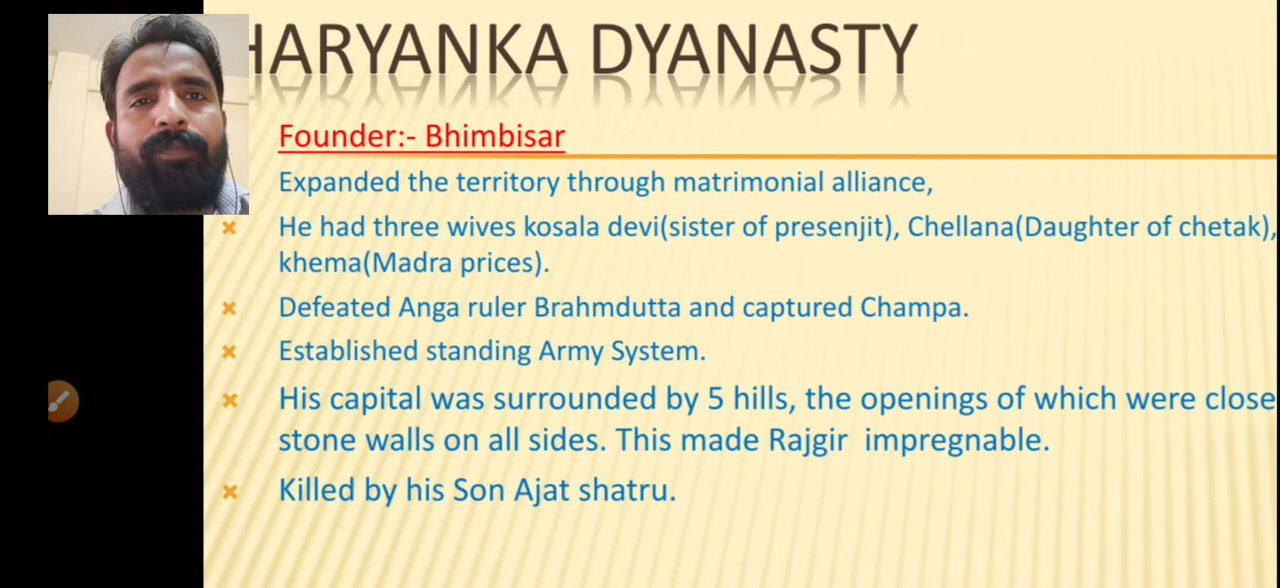 HARYANKA DYANASTY
Founder:- Bhimbisar
Expanded the territory through matrimonial alliance,
He had three wives kosala devi(sister of presenjit), Chellana(Daughter of chetak),
khema(Madra prices).
Defeated Anga ruler Brahmdutta and captured Champa.
Established standing Army System.
His capital was surrounded by 5 hills, the openings of which were close
stone walls on all sides. This made Rajgir impregnable.
Killed by his Son Ajat shatru.